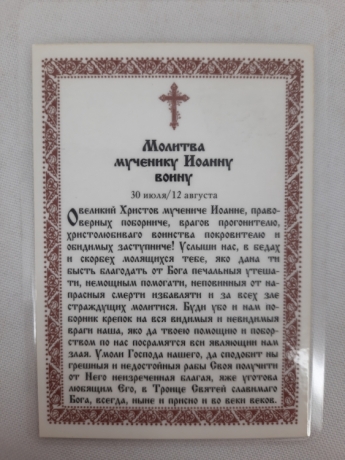 Молитва
мученику Иоанну
воину
30 июля/12 августа
О великий Христов мучениче Иоанне, право-
верных поборниче, врагов прогонителю,
христолюбиваго воинства покровителю и
обидимых заступниче! Услыши нас, в бедах
и скорбех молящихся тебе, яко дана ти
бысть благодать от Бога печальныя утеша-
ти, немощным помогати, неповинныя от на-
прасныя смерти избавляти и за всех зле
страждущих молитися. Буди убо и нам по-
борник крепок на вся видимыя и невидимыя
враги наша, яко да твоею помощию и побор-
ством по нас посрамятся вси являющии нам
злая. Умоли Господа нашего, да сподобит ны
грешныя и недостойныя рабы Своя получити
от Него неизреченная благая, яже уготова
любящим Его, в Троице Святей славимаго
Бога, всегда, ныне и присно и во веки веков.